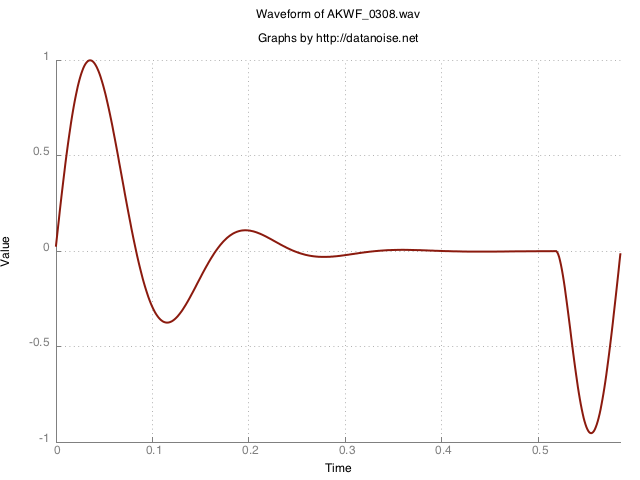 Waveform of AKWF_0308.wav
Graphs by http://datanoise.net
1
0.5
0
-0.5
-1
Value
0 0.1 0.2 0.3 0.4 0.5
Time